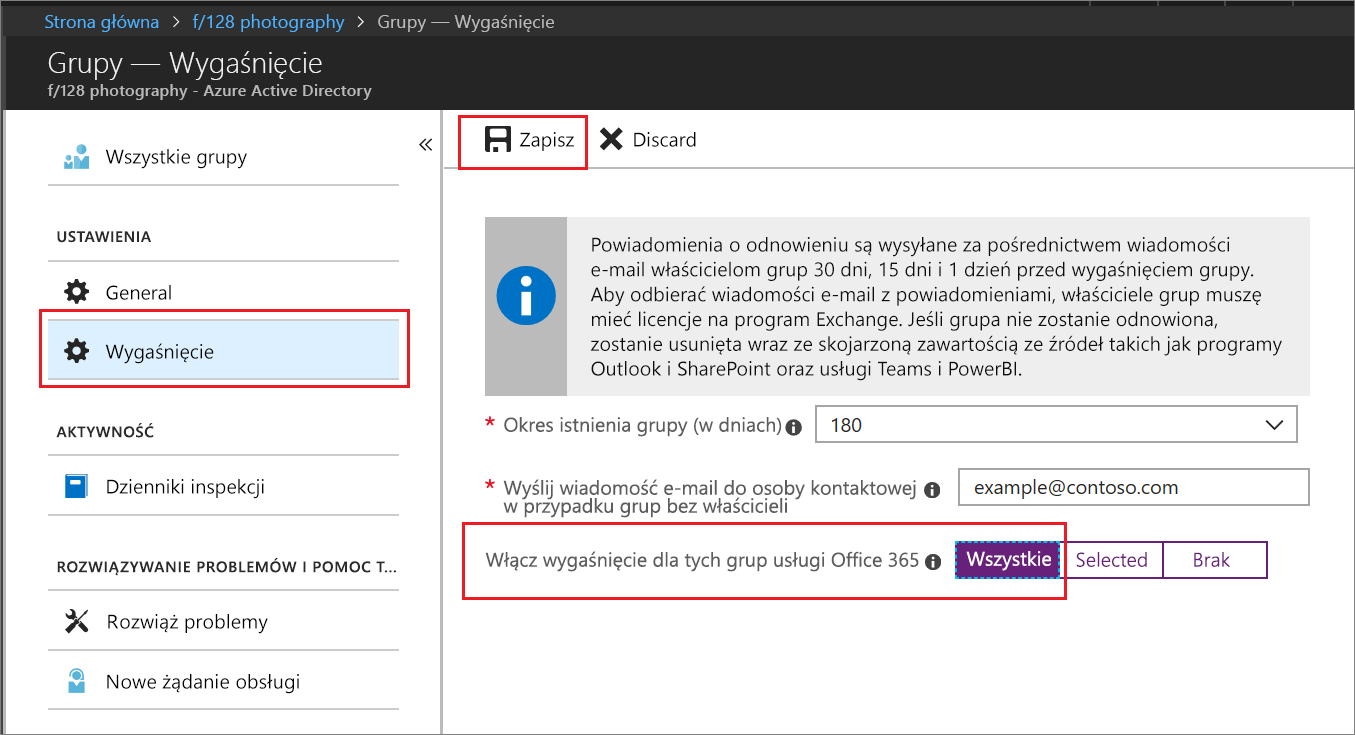 Strona główna > f/128 photography > Grupy — Wygaśnięcie
Grupy — Wygaśnięcie
f/128 photography - Azure Active Directory
Wszystkie grupy
«
USTAWIENIA
General
Wygaśnięcie
AKTYWNOŚĆ
Dzienniki inspekcji
ROZWIĄZYWANIE PROBLEMÓW I POMOC T...
Rozwiąż problemy
Nowe żądanie obsługi
Zapisz
Discard
Powiadomienia o odnowieniu są wysyłane za pośrednictwem wiadomości
e-mail właścicielom grup 30 dni, 15 dni i 1 dzień przed wygaśnięciem grupy.
Aby odbierać wiadomości e-mail z powiadomieniami, właściciele grup muszę
mieć licencje na program Exchange. Jeśli grupa nie zostanie odnowiona,
zostanie usunięta wraz ze skojarzoną zawartością ze źródeł takich jak programy
Outlook i SharePoint oraz usługi Teams i PowerBI.
* Okres istnienia grupy (w dniach)
180
* Wyślij wiadomość e-mail do osoby kontaktowej
w przypadku grup bez właścicieli
example@contoso.com
Włącz wygaśnięcie dla tych grup usługi Office 365
Wszystkie
Selected
Brak